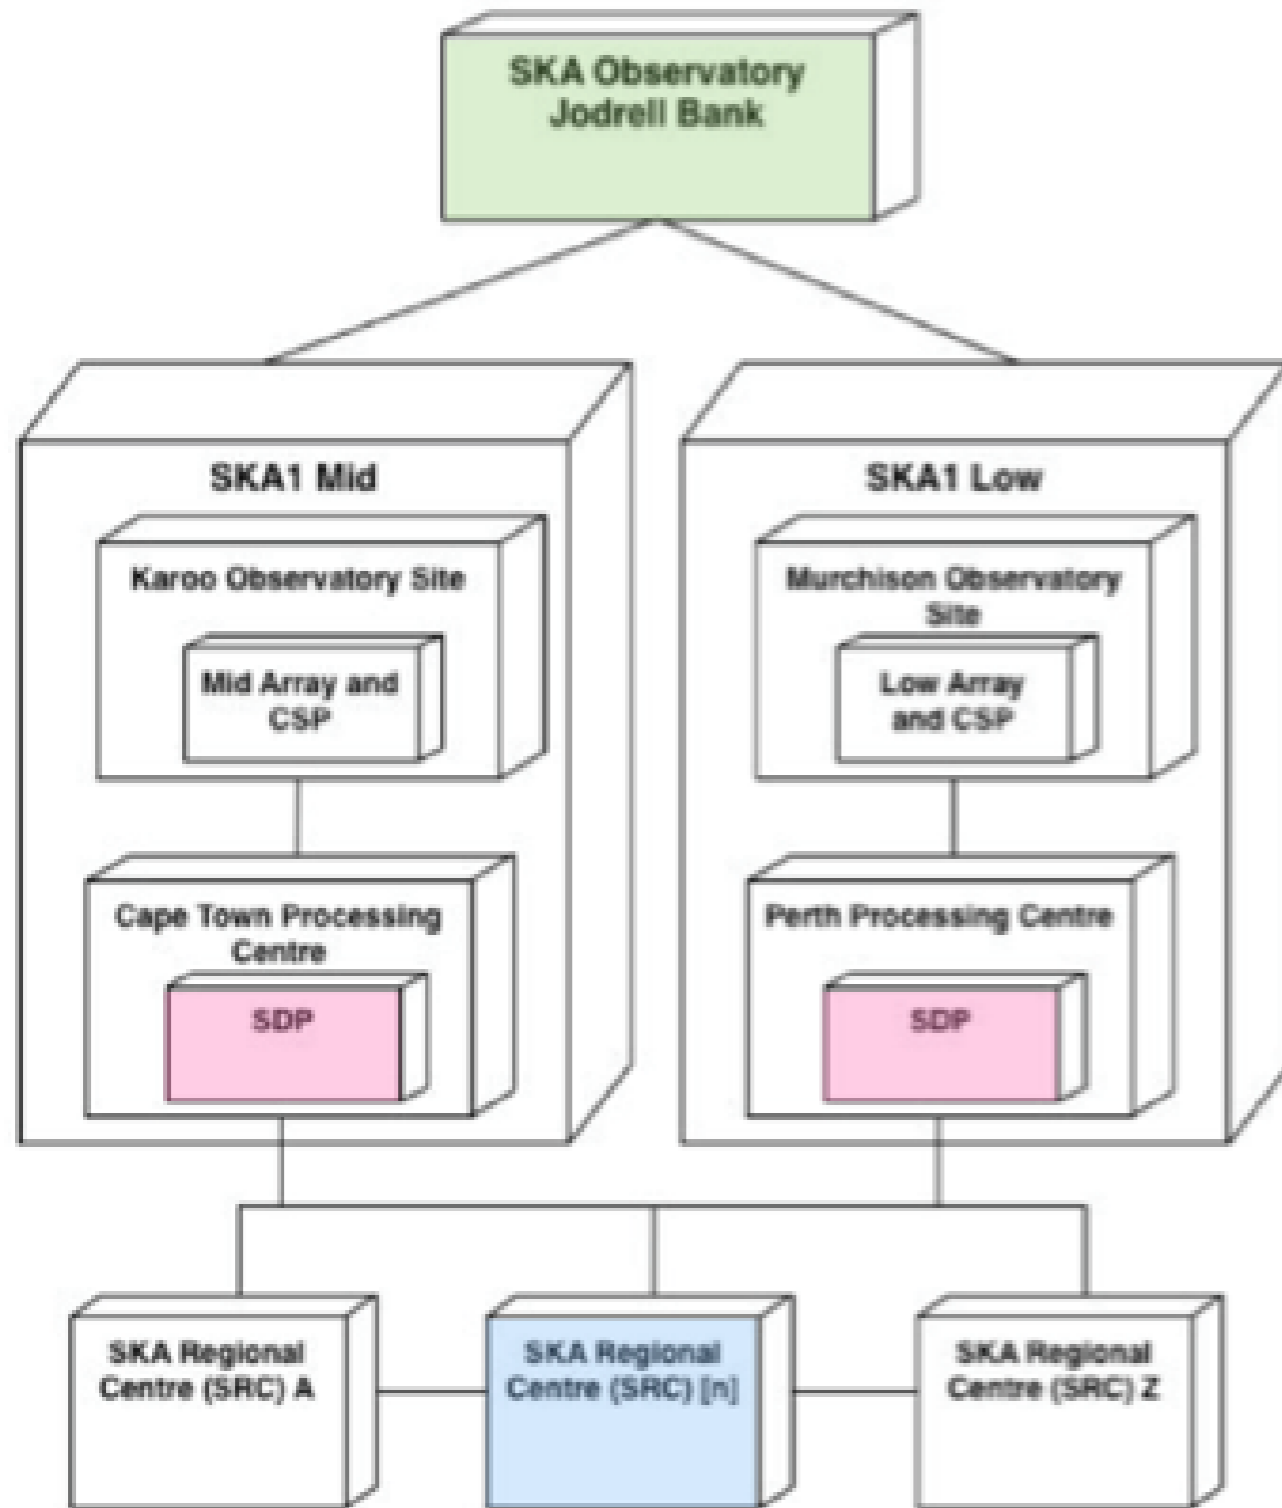 SKA Observatory
Jodrell Bank
SKA1 Mid
Karoo Observatory Site
Mid Array and
CSP
Cape Town Processing
Centre
SDP
SKA1 Low
Murchison Observatory
Site
Low Array
and CSP
Perth Processing Centre
SDP
SKA Regional
Centre (SRC) A
SKA Regional
Centre (SRC) [n]
SKA Regional
Centre (SRC) Z